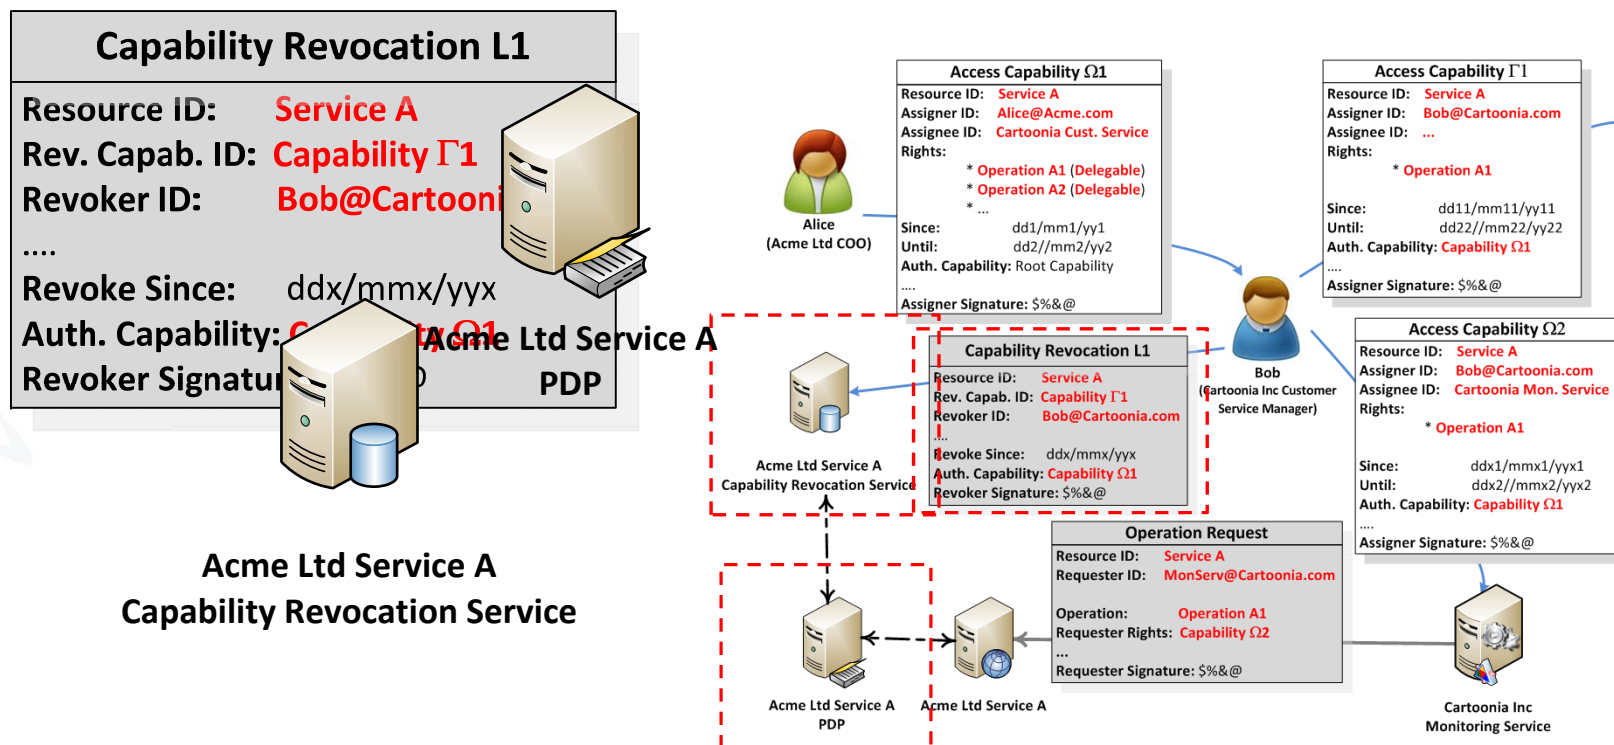 Capability Revocation L1
Resource ID: Service A
Rev. Capab. ID: Capability Γ1
Revoker ID: Bob@Cartooni
....
Revoke Since: ddx/mmx/yyx
Auth. Capability: Ω1
Revoker
Acme Ltd Service A
PDP
Acme Ltd Service A
Capability Revocation Service
Alice
(Acme Ltd COO)
Access Capability Ω1
Resource ID: Service A
Assigner ID: Alice@Acme.com
Assignee ID: Cartoonia Cust. Service
Rights:
* Operation A1 (Delegable)
* Operation A2 (Delegable)
* ...
Since: dd1/mm1/yy1
Until: dd2//mm2/yy2
Auth. Capability: Root Capability
....
Assigner Signature: $%&@
Access Capability Γ1
Resource ID: Service A
Assigner ID: Bob@Cartoonia.com
Assignee ID: ...
Rights:
* Operation A1
Since: dd11/mm11/yy11
Until: dd22//mm22/yy22
Auth. Capability: Capability Ω1
....
Assigner Signature: $%&@
Bob
(Cartoonia Inc Customer
Service Manager)
Capability Revocation L1
Resource ID: Service A
Rev. Capab. ID: Capability Γ1
Revoker ID: Bob@Cartoonia.com
....
Revoke Since: ddx/mmx/yyx
Auth. Capability: Capability Ω1
Revoker Signature: $%&@
Access Capability Ω2
Resource ID: Service A
Assigner ID: Bob@Cartoonia.com
Assignee ID: Cartoonia Mon. Service
Rights:
* Operation A1
Since: ddx1/mmx1/yyx1
Until: ddx2//mmx2/yyx2
Auth. Capability: Capability Ω1
....
Assigner Signature: $%&@
Acme Ltd Service A
Capability Revocation Service
Operation Request
Resource ID: Service A
Requester ID: MonServ@Cartoonia.com
Operation: Operation A1
Requester Rights: Capability Ω2
...
Requester Signature: $%&@
Acme Ltd Service A
PDP
Acme Ltd Service A
Cartoonia Inc
Monitoring Service